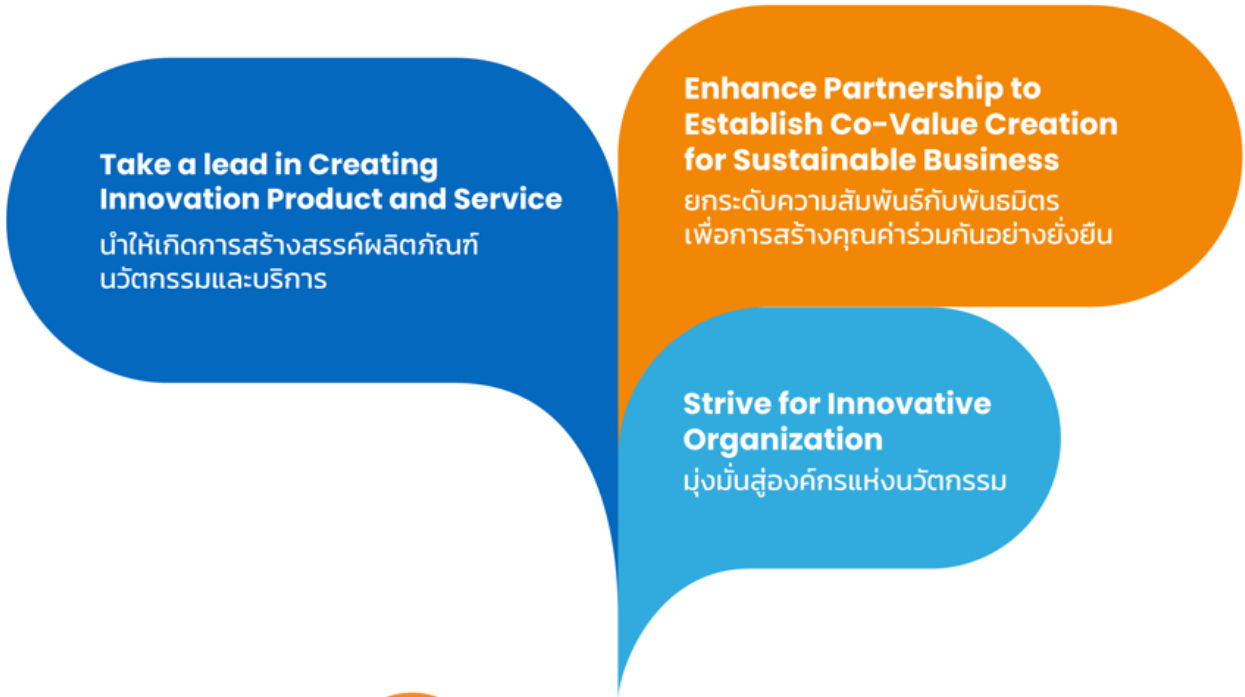 Take a lead in Creating
Innovation Product and Service
นำให้เกิดการสร้างสรรค์ผลิตภัณฑ์
นวัตกรรมและบริการ
Enhance Partnership to
Establish Co-Value Creation
for Sustainable Business
ยกระดับความสัมพันธ์กับพันธมิตร
เพื่อการสร้างคุณค่าร่วมกันอย่างยั่งยืน
Strive for Innovative
Organization
มุ่งมั่นสู่องค์กรแห่งนวัตกรรม